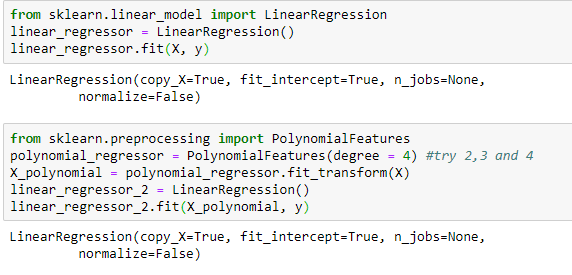 from sklearn.linear_model import LinearRegression
linear_regressor = LinearRegression()
linear_regressor.fit(X, y)
LinearRegression(copy_X=True, fit_intercept=True, n_jobs=None,
        normalize=False)
from sklearn.preprocessing import PolynomialFeatures
polynomial_regressor = PolynomialFeatures(degree = 4) #try 2,3 and 4
X_polynomial = polynomial_regressor.fit_transform(X)
linear_regressor_2 = LinearRegression()
linear_regressor_2.fit(X_polynomial, y)
LinearRegression(copy_X=True, fit_intercept=True, n_jobs=None,
        normalize=False)